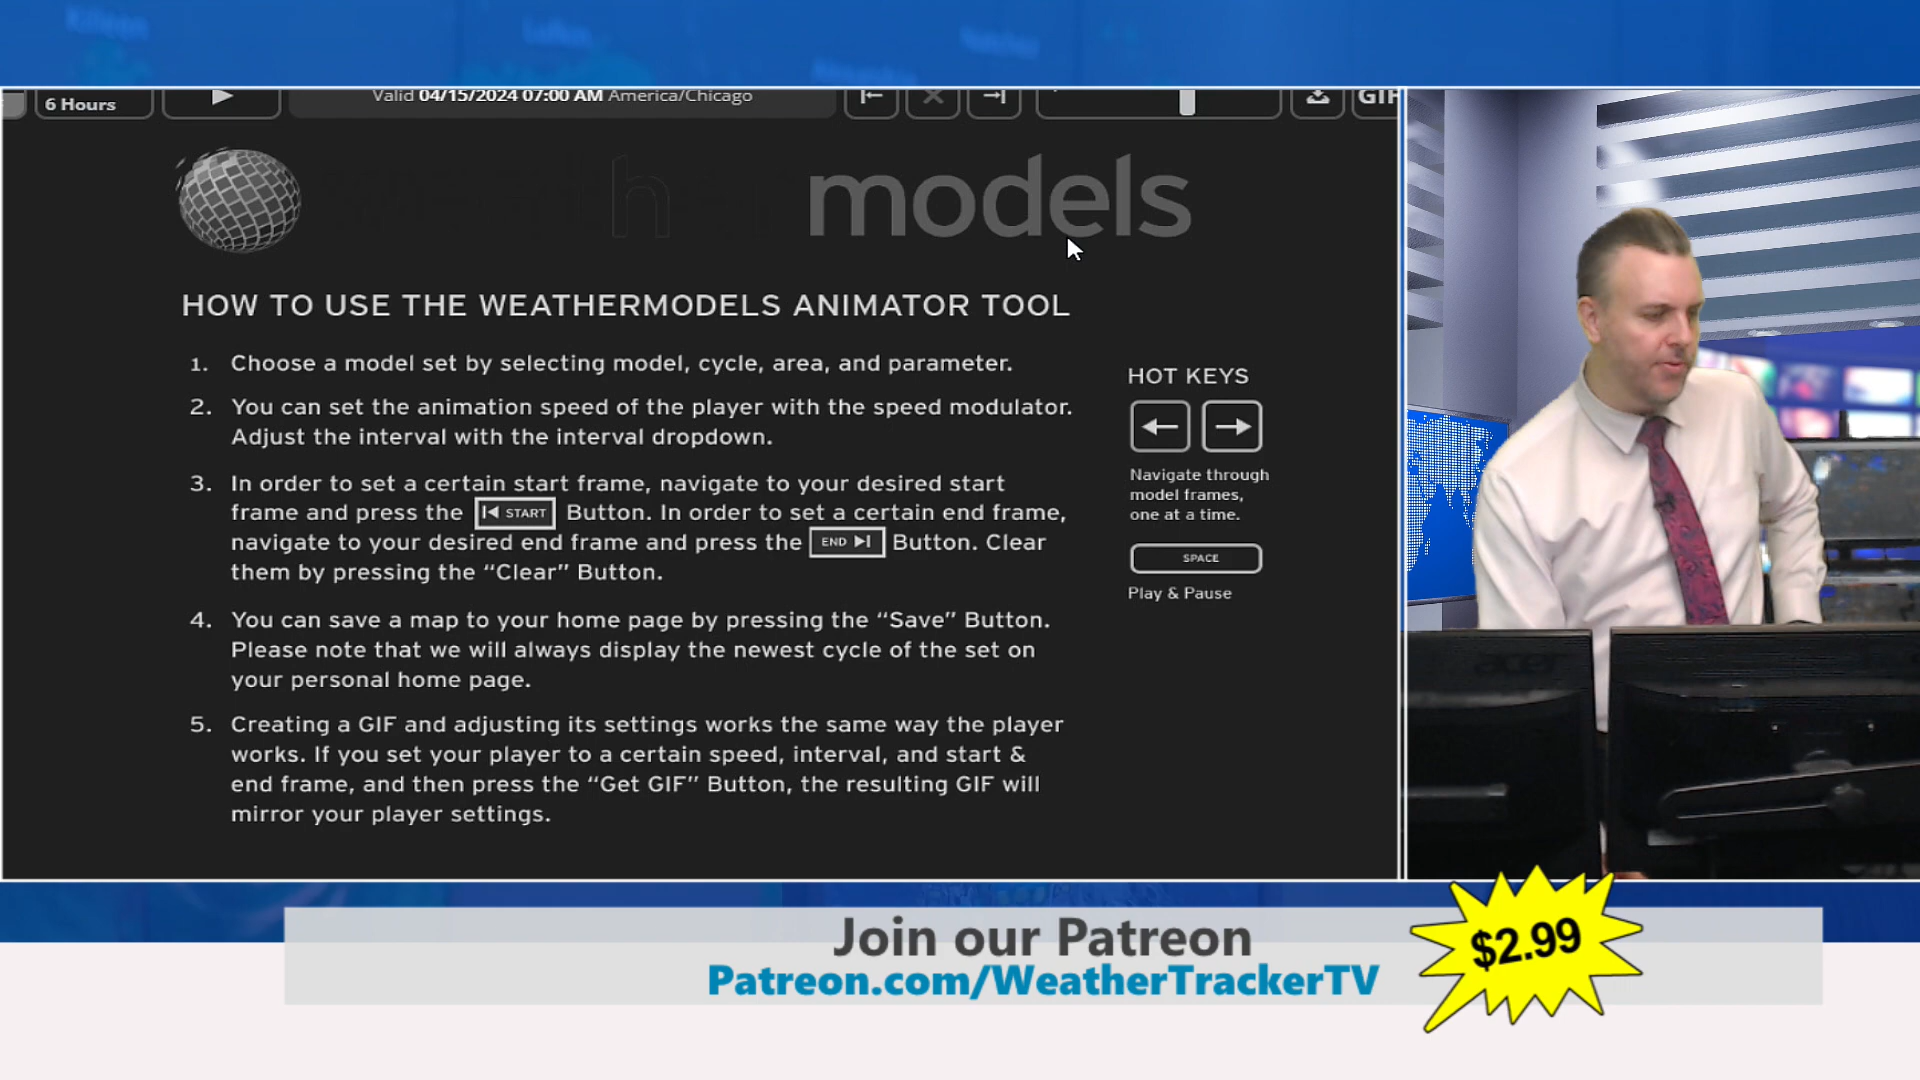 6 Hours
Valid 04/15/2024 07:00 AM America/Chicago
GIF
models
HOW TO USE THE WEATHERMODELS ANIMATOR TOOL
1. Choose a model set by selecting model, cycle, area, and parameter.
2. You can set the animation speed of the player with the speed modulator.
Adjust the interval with the interval dropdown.
3. In order to set a certain start frame, navigate to your desired start
frame and press the START Button. In order to set a certain end frame,
navigate to your desired end frame and press the END Button. Clear
them by pressing the “Clear” Button.
4. You can save a map to your home page by pressing the “Save” Button.
Please note that we will always display the newest cycle of the set on
your personal home page.
5. Creating a GIF and adjusting its settings works the same way the player
works. If you set your player to a certain speed, interval, and start &
end frame, and then press the “Get GIF” Button, the resulting GIF will
mirror your player settings.
HOT KEYS
Navigate through
model frames,
one at a time.
SPACE
Play & Pause
acer
Join our Patreon
Patreon.com/WeatherTrackerTV
$2.99